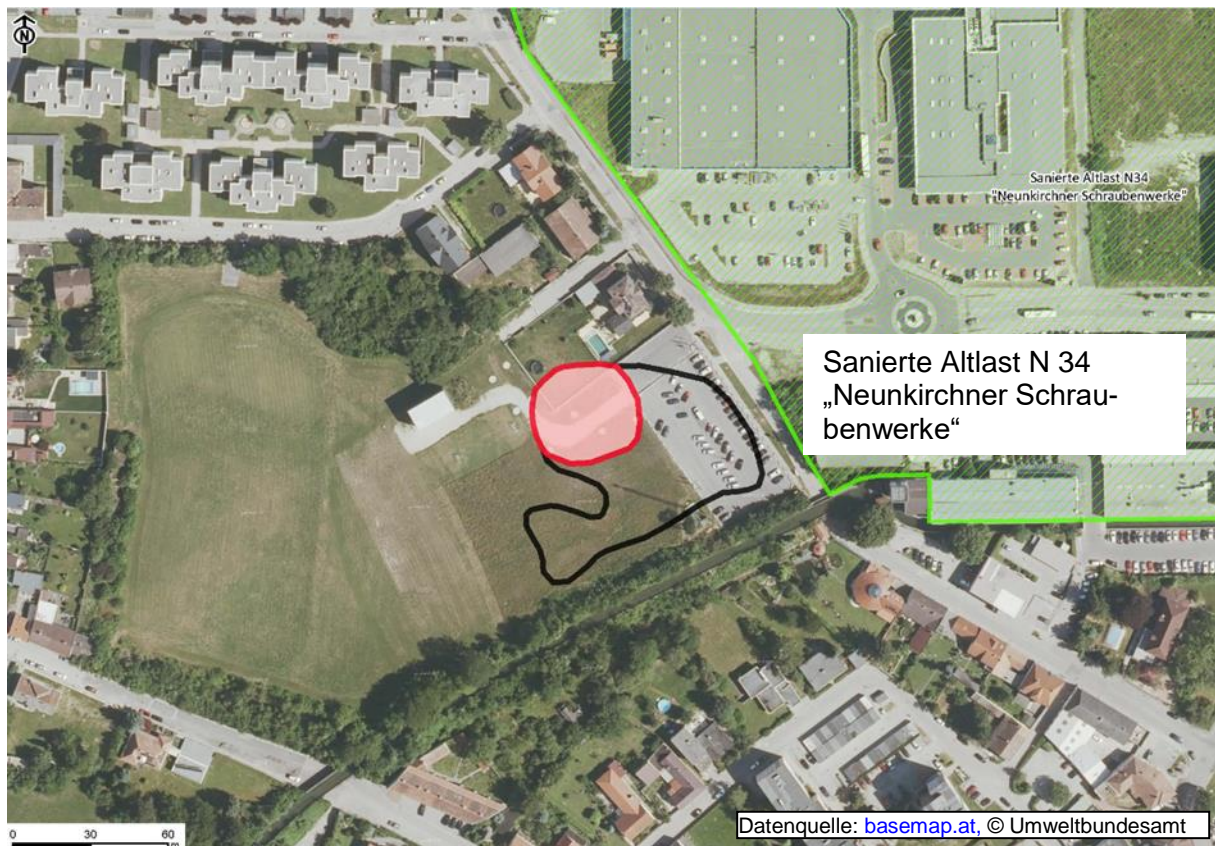 N
Sanierte Altlast N34
"Neunkirchner Schraubenwerke"
Sanierte Altlast N 34
„Neunkirchner Schrau-
benwerke“
Datenquelle: basemap.at, © Umweltbundesamt
0 30 60
m